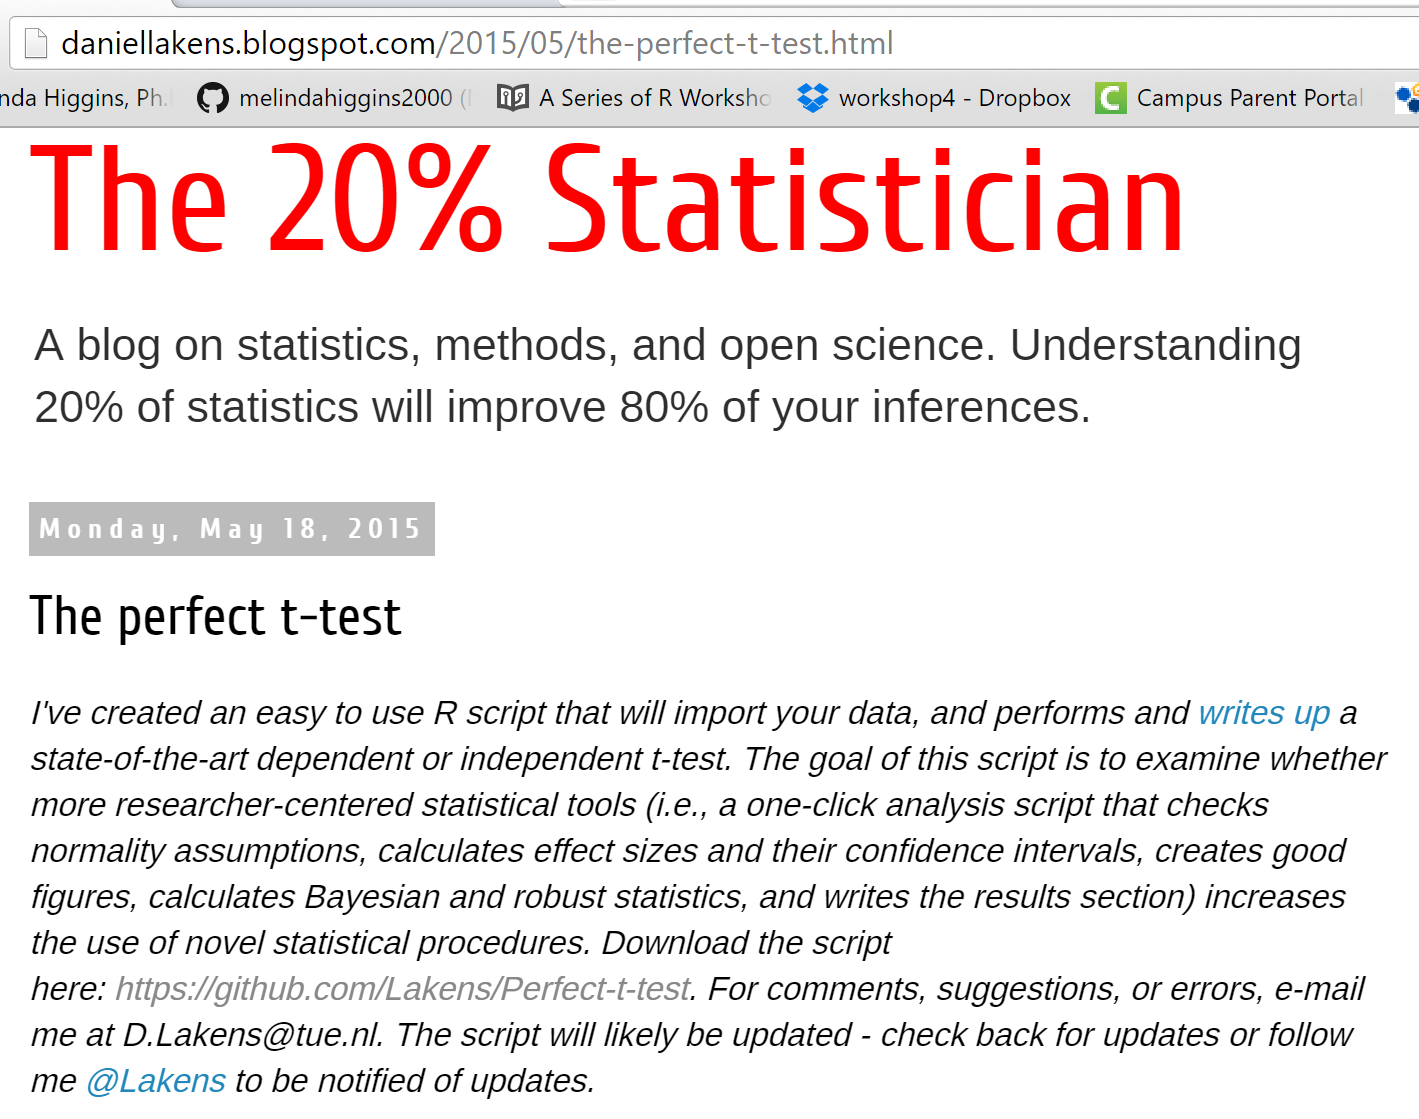 daniellakens.blogspot.com/2015/05/the-perfect-t-test.html
nda Higgins, Ph. melindahiggins2000 ( A Series of R Worksho workshop4 - Dropbox Campus Parent Portal
The 20% Statistician
A blog on statistics, methods, and open science. Understanding
20% of statistics will improve 80% of your inferences.
Monday, May 18, 2015
The perfect t-test
I've created an easy to use R script that will import your data, and performs and writes up a
state-of-the-art dependent or independent t-test. The goal of this script is to examine whether
more researcher-centered statistical tools (i.e., a one-click analysis script that checks
normality assumptions, calculates effect sizes and their confidence intervals, creates good
figures, calculates Bayesian and robust statistics, and writes the results section) increases
the use of novel statistical procedures. Download the script
here: https://github.com/Lakens/Perfect-t-test. For comments, suggestions, or errors, e-mail
me at D.Lakens@tue.nl. The script will likely be updated - check back for updates or follow
me @Lakens to be notified of updates.